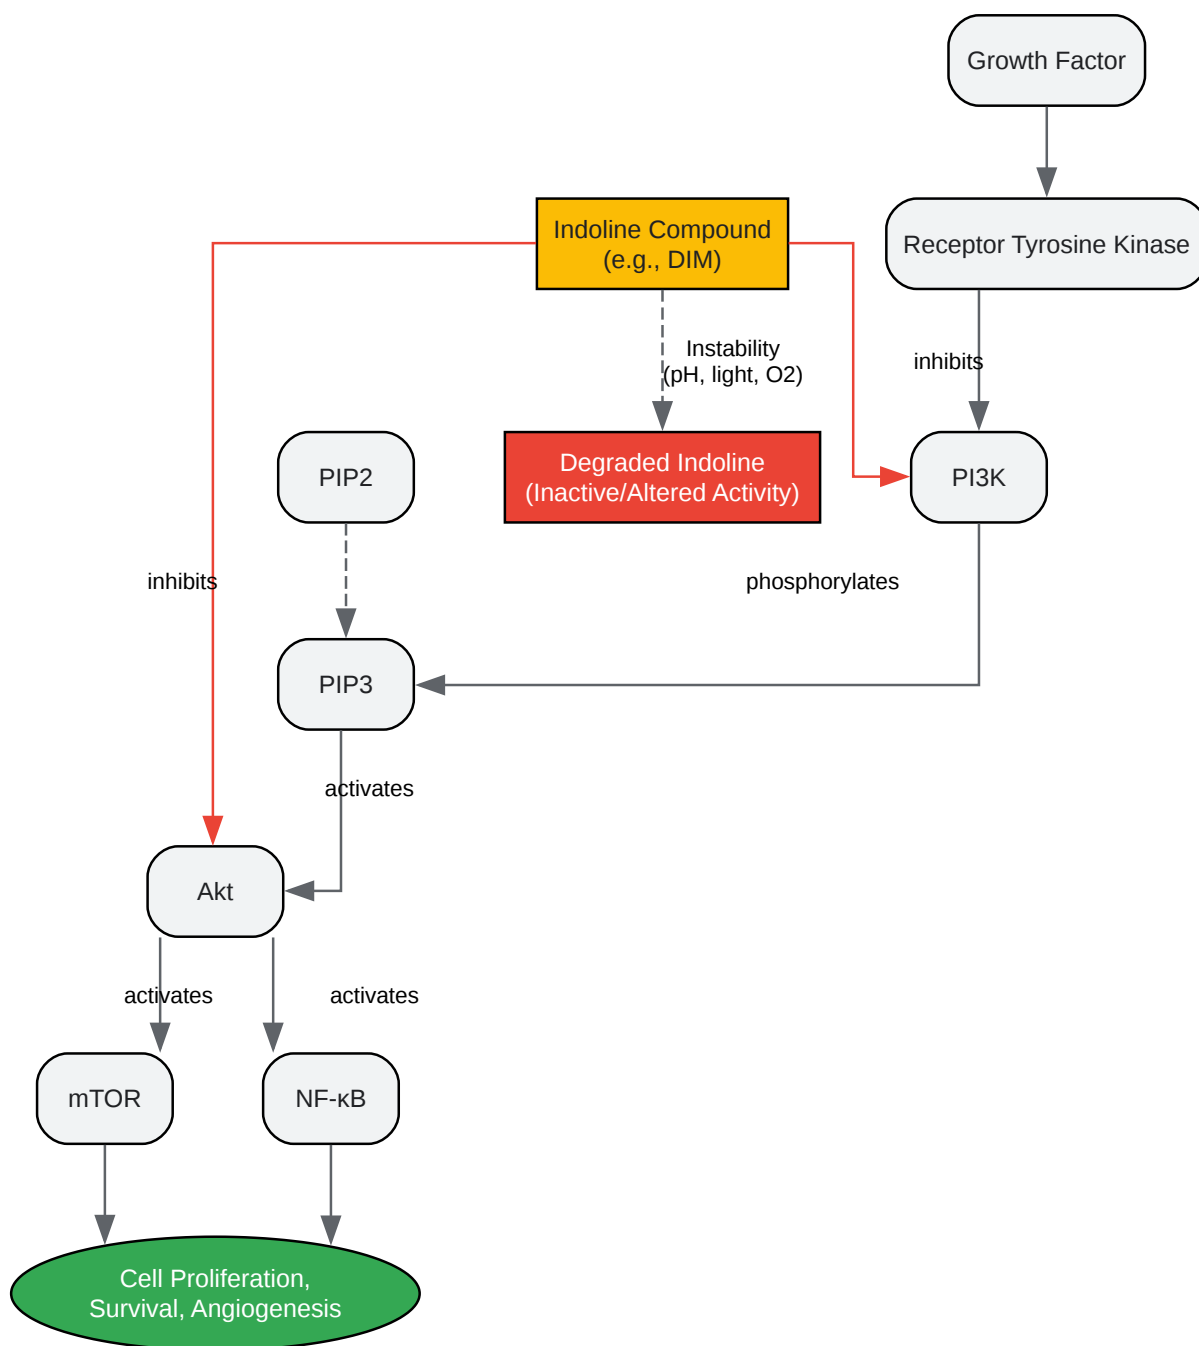 Growth Factor
Indoline Compound
(e.g., DIM)
Receptor Tyrosine Kinase
Instability
(pH, light, O2)
inhibits
PIP2
Degraded Indoline
(Inactive/Altered Activity)
PI3K
inhibits
phosphorylates
PIP3
activates
Akt
activates
activates
mTOR
NF-κB
Cell Proliferation,
Survival, Angiogenesis